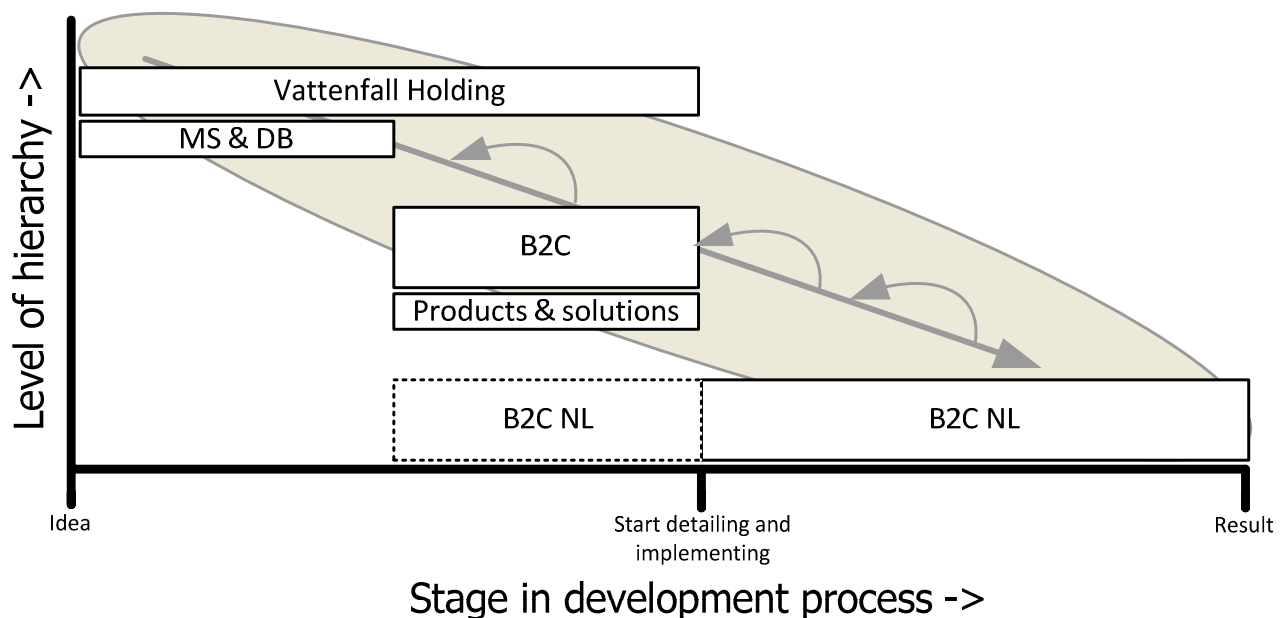 Level of hierarchy ->
Vattenfall Holding
MS & DB
B2C
Products & solutions
B2C NL
B2C NL
Idea
Start detailing and
implementing
Result
Stage in development process ->